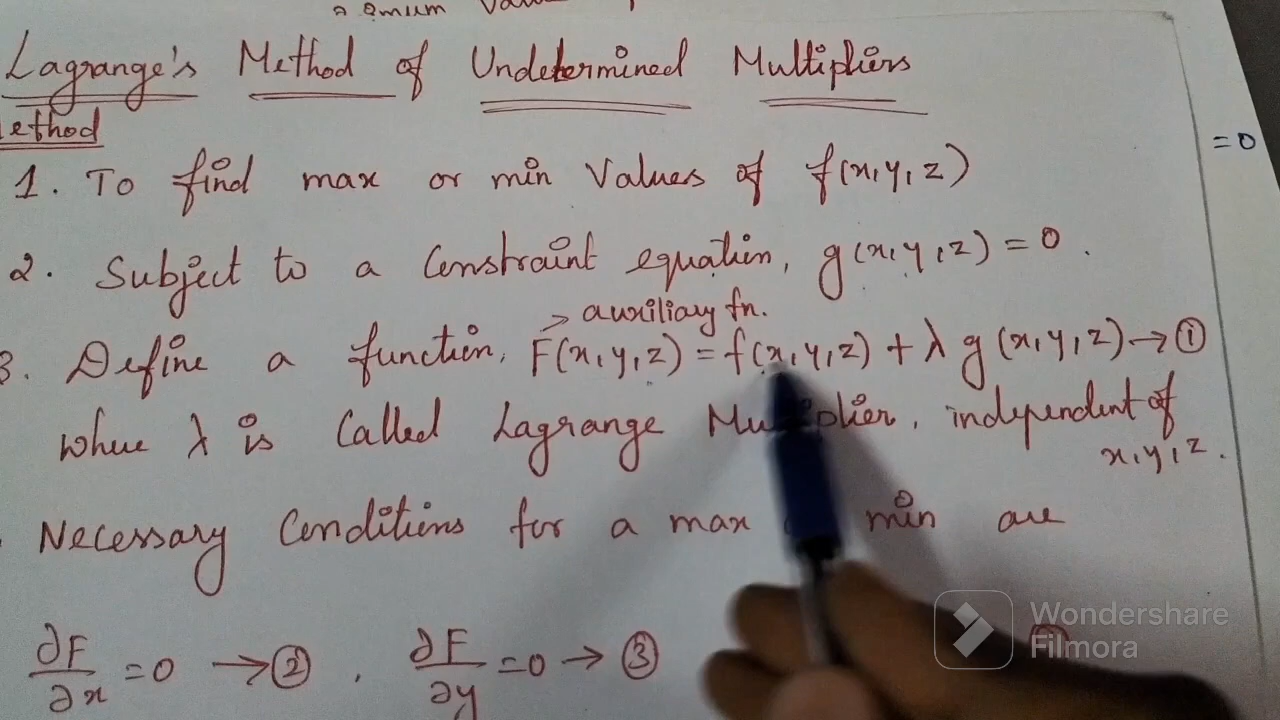 Lagrange's Method of Undetermined Multipliers
1. To find max or min Values of f(x,y,z)
= 0
2. Subject to a Constraint equation, g(x,y,z) = 0.
→ auxiliary fn.
3. Define a function, F(x,y,z) = f(x,y,z) + λ g(x,y,z) → ①
where λ is Called Lagrange Multiplier, independent of
x,y,z.
Necessary Conditions for a max min are
∂F/∂x = 0 → ②, ∂F/∂y = 0 → ③
Wondershare
Filmora